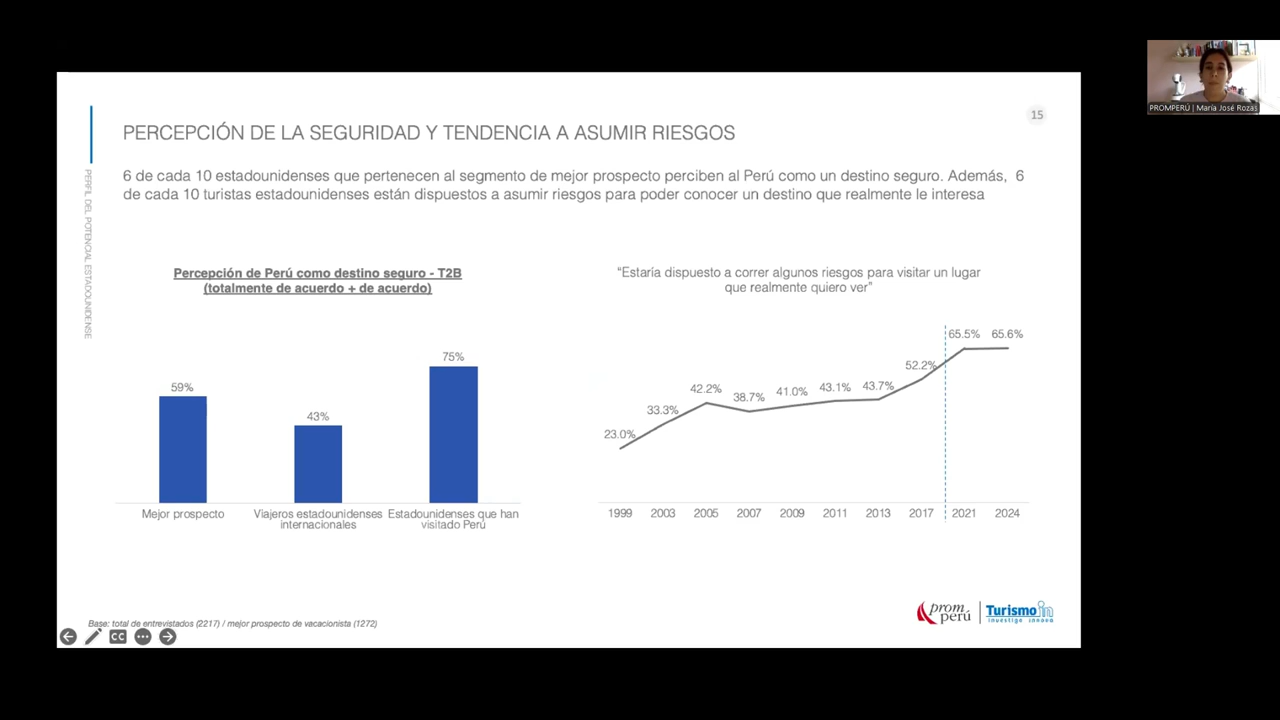 PROMPERÚ | María José Rozas
15
PERCEPCIÓN DE LA SEGURIDAD Y TENDENCIA A ASUMIR RIESGOS
PERFIL DEL POTENCIAL ESTADOUNIDENSE
6 de cada 10 estadounidenses que pertenecen al segmento de mejor prospecto perciben al Perú como un destino seguro. Además, 6
de cada 10 turistas estadounidenses están dispuestos a asumir riesgos para poder conocer un destino que realmente le interesa
Percepción de Perú como destino seguro - T2B
(totalmente de acuerdo + de acuerdo)
59%
43%
75%
Mejor prospecto
Viajeros estadounidenses
internacionales
Estadounidenses que han
visitado Perú
“Estaría dispuesto a correr algunos riesgos para visitar un lugar
que realmente quiero ver”
23.0%
33.3%
42.2%
38.7%
41.0%
43.1%
43.7%
52.2%
65.5%
65.6%
1999 2003 2005 2007 2009 2011 2013 2017 2021 2024
Base: total de entrevistados (2217) / mejor prospecto de vacacionista (1272)
CC
prom
perú
Turismo in
investiga innova